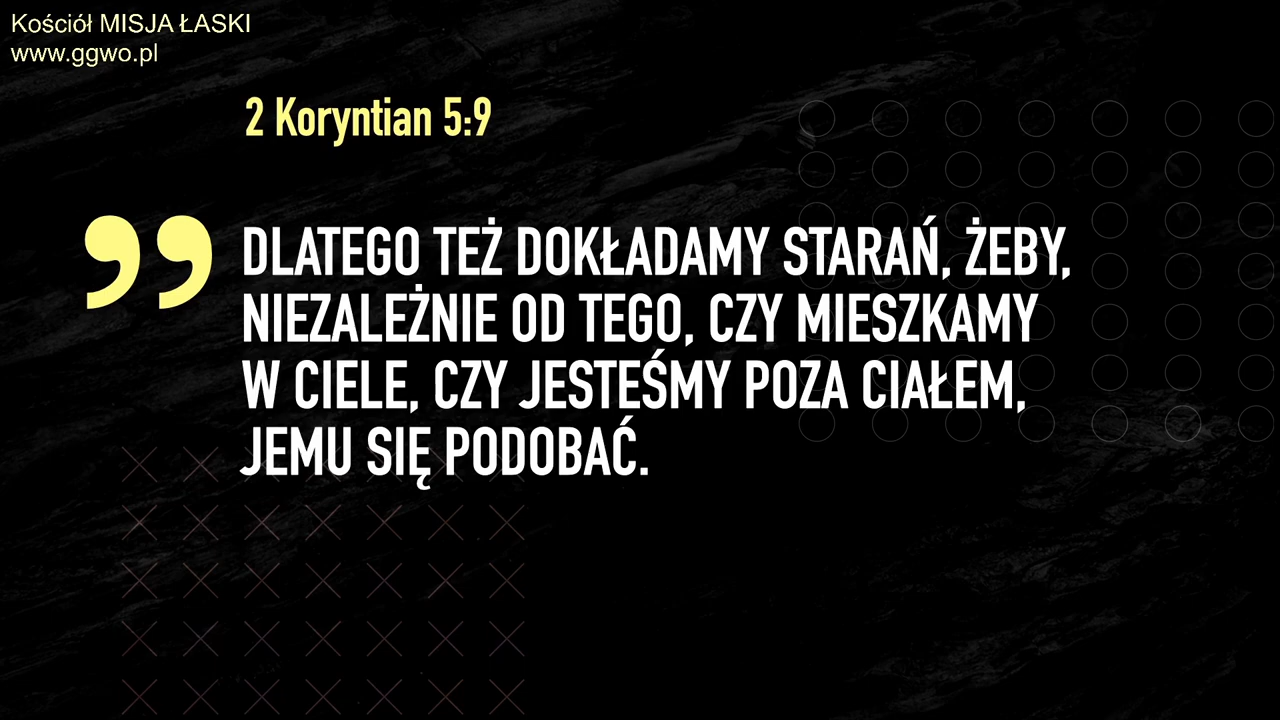 Kościół MISJA ŁASKI
www.ggwo.pl
2 Koryntian 5:9
” DLATEGO TEŻ DOKŁADAMY STARAŃ, ŻEBY,
NIEZALEŻNIE OD TEGO, CZY MIESZKAMY
W CIELE, CZY JESTEŚMY POZA CIAŁEM,
JEMU SIĘ PODOBAĆ.